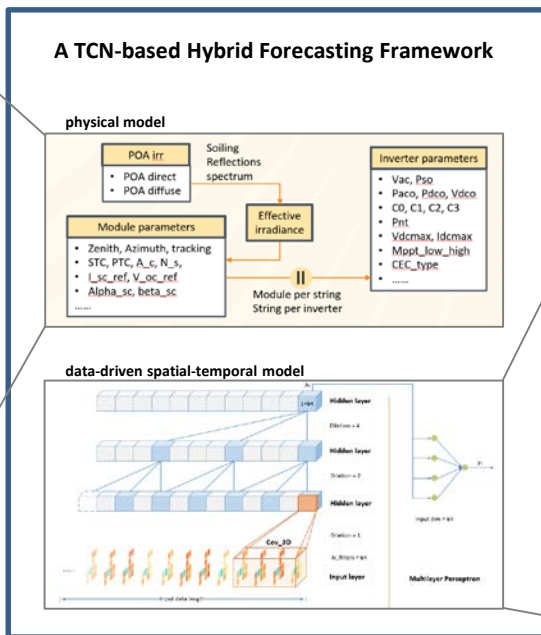 A TCN-based Hybrid Forecasting Framework
physical model
POA irr
• POA direct
• POA diffuse
Soiling
Reflections
spectrum
Effective
irradiance
Module parameters
• Zenith, Azimuth, tracking
• STC, PTC, A_c, N_s,
• I_sc_ref, V_oc_ref
• Alpha_sc, beta_sc
......
Module per string
String per inverter
Inverter parameters
• Vac, Pso
• Paco, Pdco, Vdco
• C0, C1, C2, C3
• Pnt
• Vdcmax, Idcmax
• Mppt_low_high
• CEC_type
• ......
data-driven spatial-temporal model
Hidden layer
Dilation = 4
Hidden layer
Dilation = 2
Hidden layer
Dilation = 1
Input layer
Input dim = 64
Multilayer Perceptron